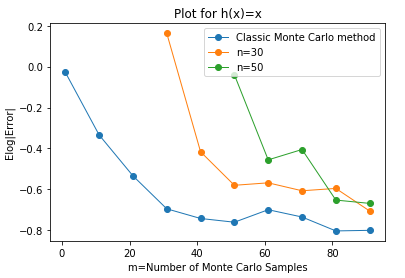 Plot for h(x)=x
Classic Monte Carlo method
n=30
n=50
Elog|Error|
0.2
0.0
−0.2
−0.4
−0.6
−0.8
0 20 40 60 80
m=Number of Monte Carlo Samples